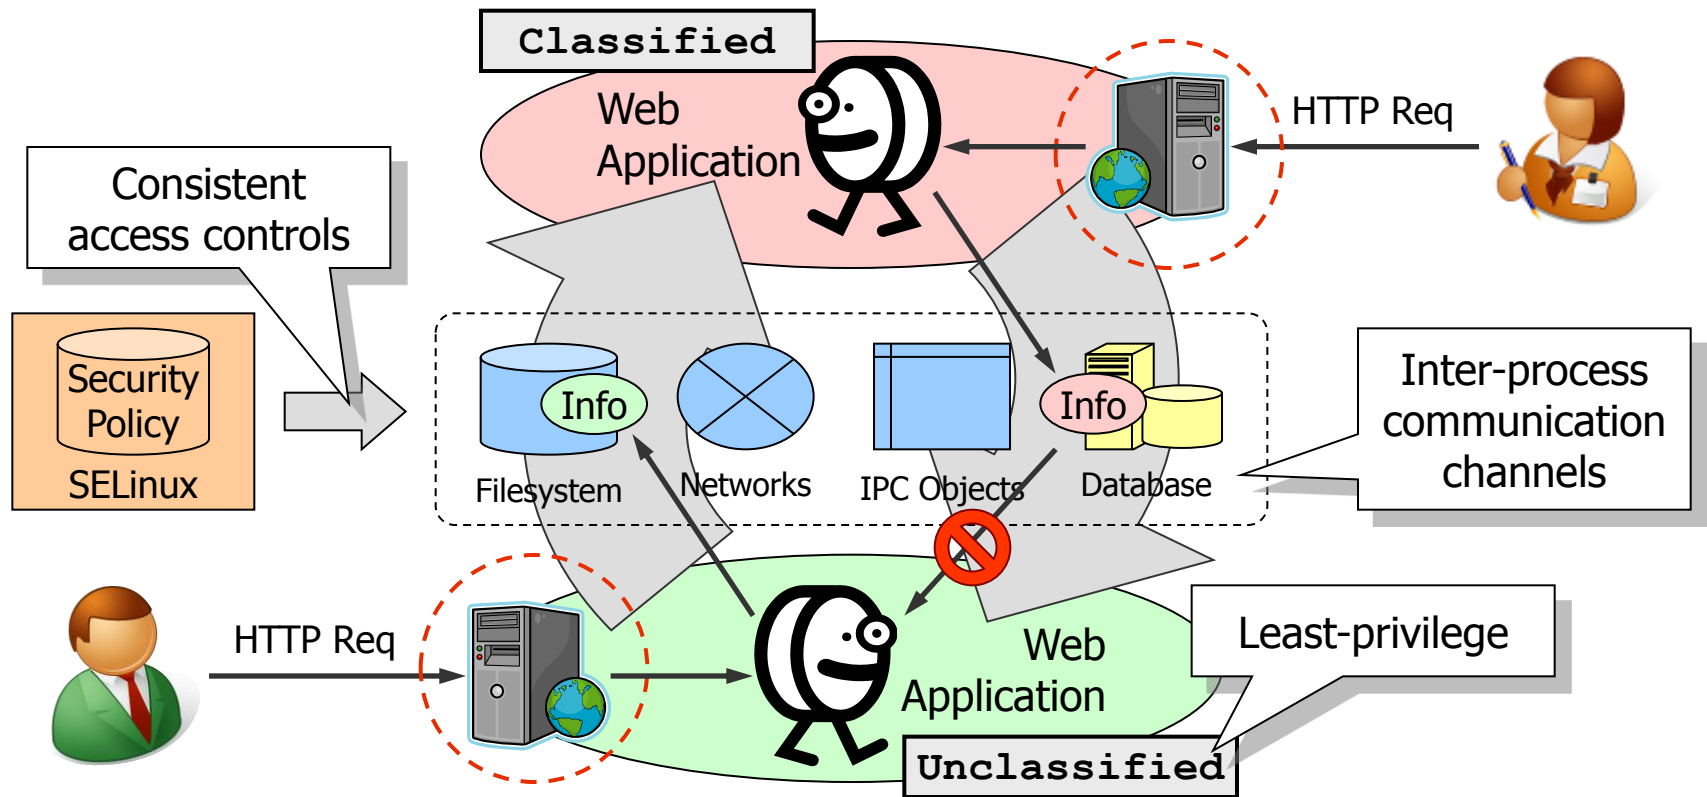 Classified
Web
Application
HTTP Req
Consistent
access controls
Security
Policy
SELinux
Info
Info
Filesystem
Networks
IPC Objects
Database
Inter-process
communication
channels
HTTP Req
Web
Application
Least-privilege
Unclassified